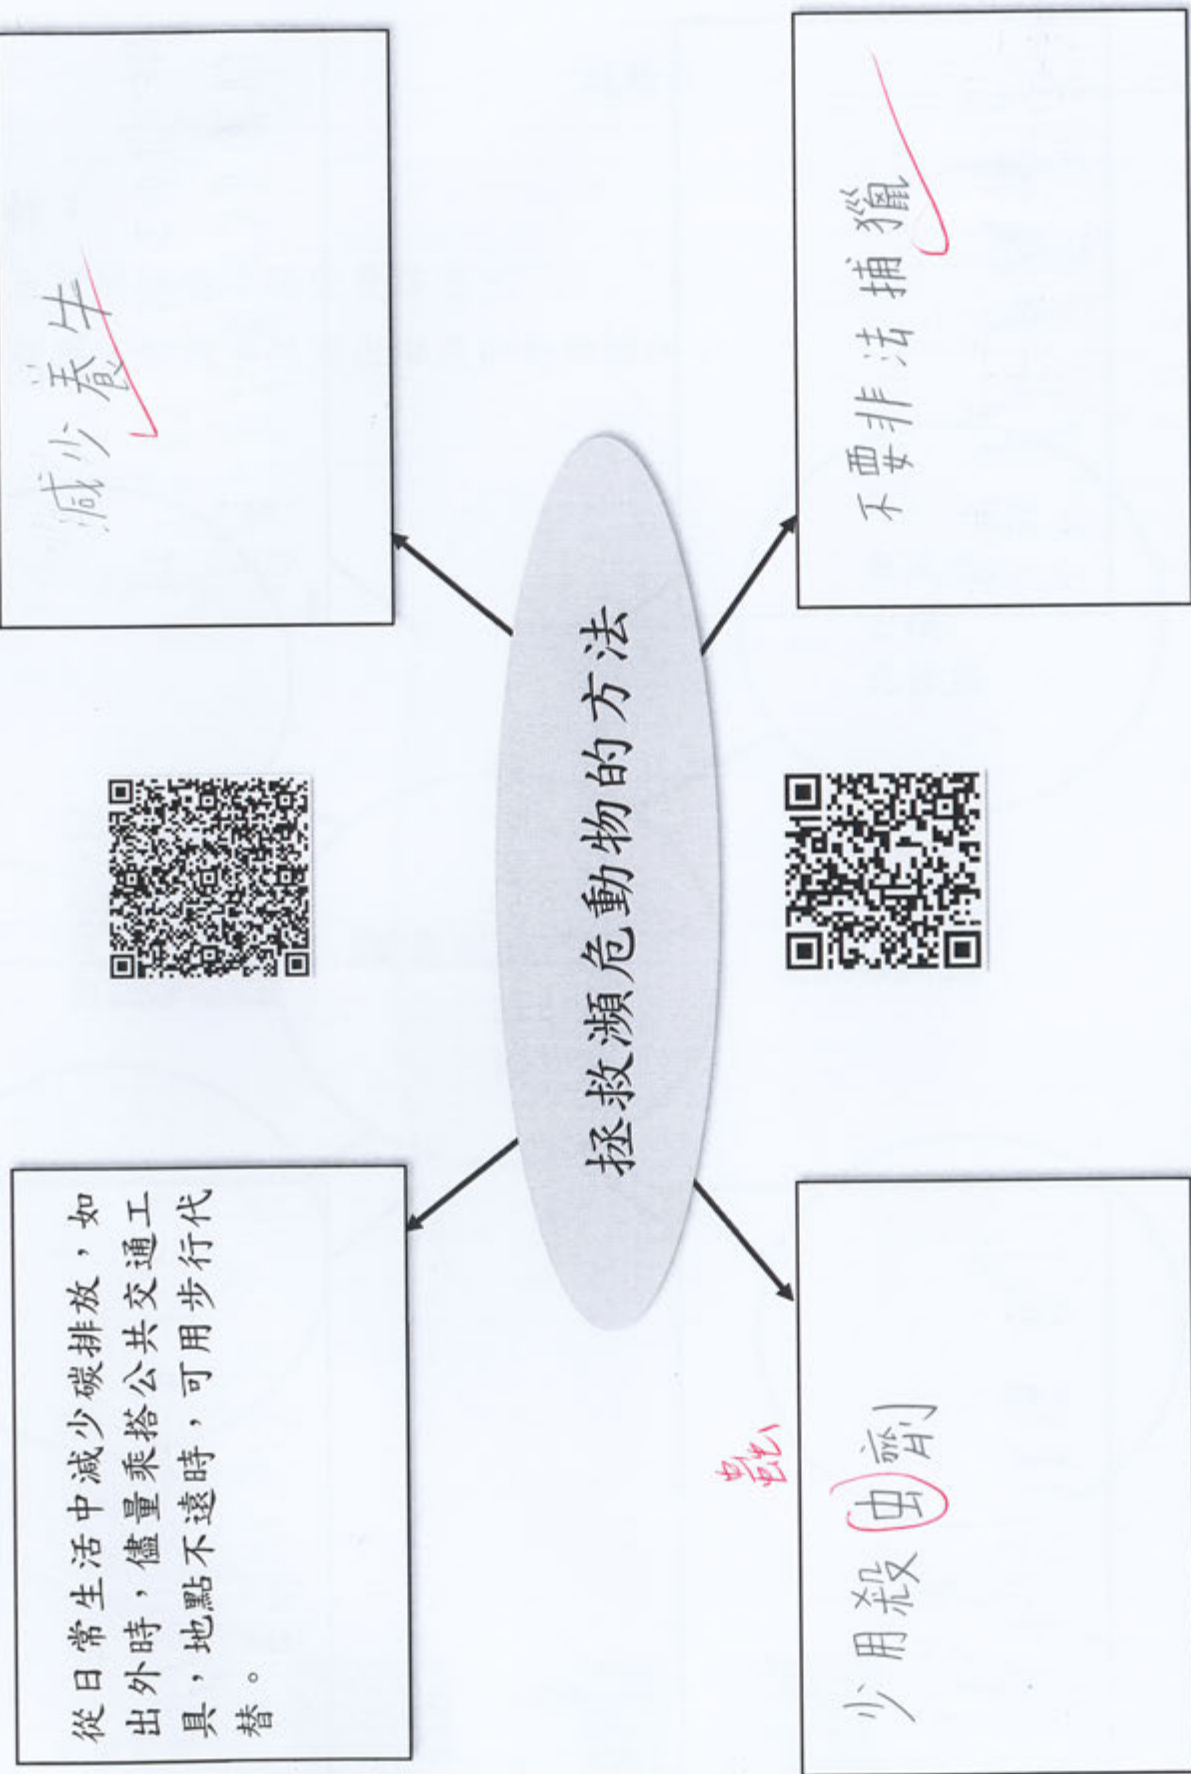 從日常生活中減少碳排放，如
出外時，儘量乘搭公共交通工
具，地點不遠時，可用步行代
替。
減少養牛
拯救瀕危動物的方法
蟲
少用殺虫劑
不要非法捕獵